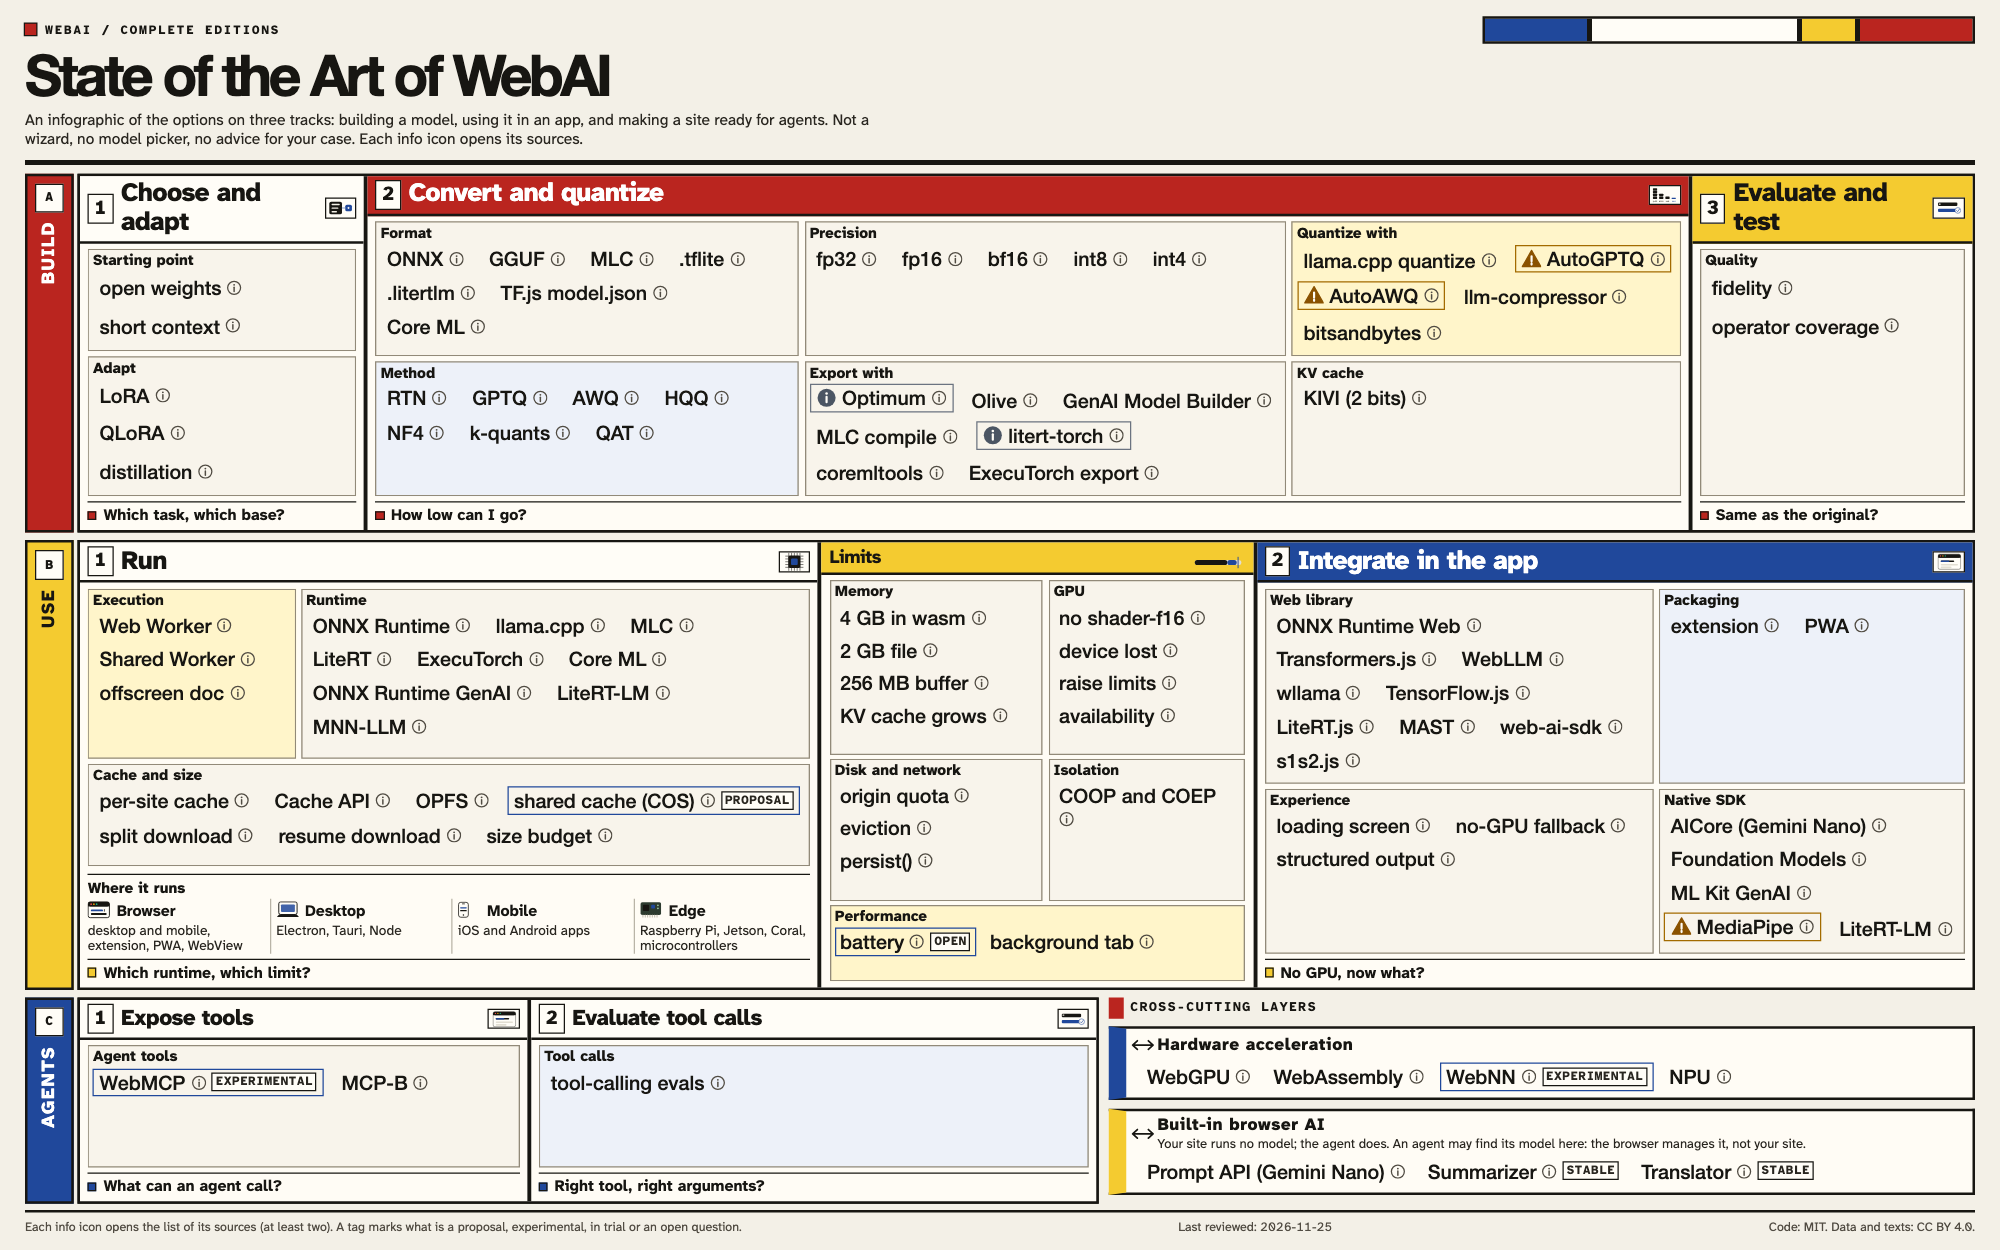 WEBAI / COMPLETE EDITIONS
State of the Art of WebAI
An infographic of the options on three tracks: building a model, using it in an app, and making a site ready for agents. Not a
wizard, no model picker, no advice for your case. Each info icon opens its sources.
A
BUILD
1
Choose and
adapt
Starting point
open weights
short context
Adapt
LoRA
QLoRA
distillation
Which task, which base?
2
Convert and quantize
Format
ONNX GGUF MLC .tflite
.litertlm TF.js model.json
Core ML
Precision
fp32 fp16 bf16 int8 int4
Quantize with
llama.cpp quantize AutoGPTQ
AutoAWQ llm-compressor
bitsandbytes
Method
RTN GPTQ AWQ HQQ
NF4 k-quants QAT
Export with
Optimum Olive GenAI Model Builder
MLC compile litert-torch
coremltools ExecuTorch export
KV cache
KIVI (2 bits)
How low can I go?
3
Evaluate and
test
Quality
fidelity
operator coverage
Same as the original?
B
USE
1
Run
Execution
Web Worker
Shared Worker
offscreen doc
Runtime
ONNX Runtime llama.cpp MLC
LiteRT ExecuTorch Core ML
ONNX Runtime GenAI LiteRT-LM
MNN-LLM
Cache and size
per-site cache Cache API OPFS shared cache (COS) PROPOSAL
split download resume download size budget
Where it runs
Browser
desktop and mobile,
extension, PWA, WebView
Desktop
Electron, Tauri, Node
Mobile
iOS and Android apps
Edge
Raspberry Pi, Jetson, Coral,
microcontrollers
Which runtime, which limit?
Limits
Memory
4 GB in wasm
2 GB file
256 MB buffer
KV cache grows
GPU
no shader-f16
device lost
raise limits
availability
Disk and network
origin quota
eviction
persist()
Isolation
COOP and COEP
Performance
battery OPEN background tab
2
Integrate in the app
Web library
ONNX Runtime Web
Transformers.js WebLLM
wllama TensorFlow.js
LiteRT.js MAST web-ai-sdk
s1s2.js
Packaging
extension PWA
Experience
loading screen no-GPU fallback
structured output
Native SDK
AICore (Gemini Nano)
Foundation Models
ML Kit GenAI
MediaPipe LiteRT-LM
No GPU, now what?
C
AGENTS
1
Expose tools
Agent tools
WebMCP EXPERIMENTAL MCP-B
What can an agent call?
2
Evaluate tool calls
Tool calls
tool-calling evals
Right tool, right arguments?
CROSS-CUTTING LAYERS
Hardware acceleration
WebGPU WebAssembly WebNN EXPERIMENTAL NPU
Built-in browser AI
Your site runs no model; the agent does. An agent may find its model here: the browser manages it, not your site.
Prompt API (Gemini Nano) Summarizer STABLE Translator STABLE
Each info icon opens the list of its sources (at least two). A tag marks what is a proposal, experimental, in trial or an open question.
Last reviewed: 2026-11-25
Code: MIT. Data and texts: CC BY 4.0.